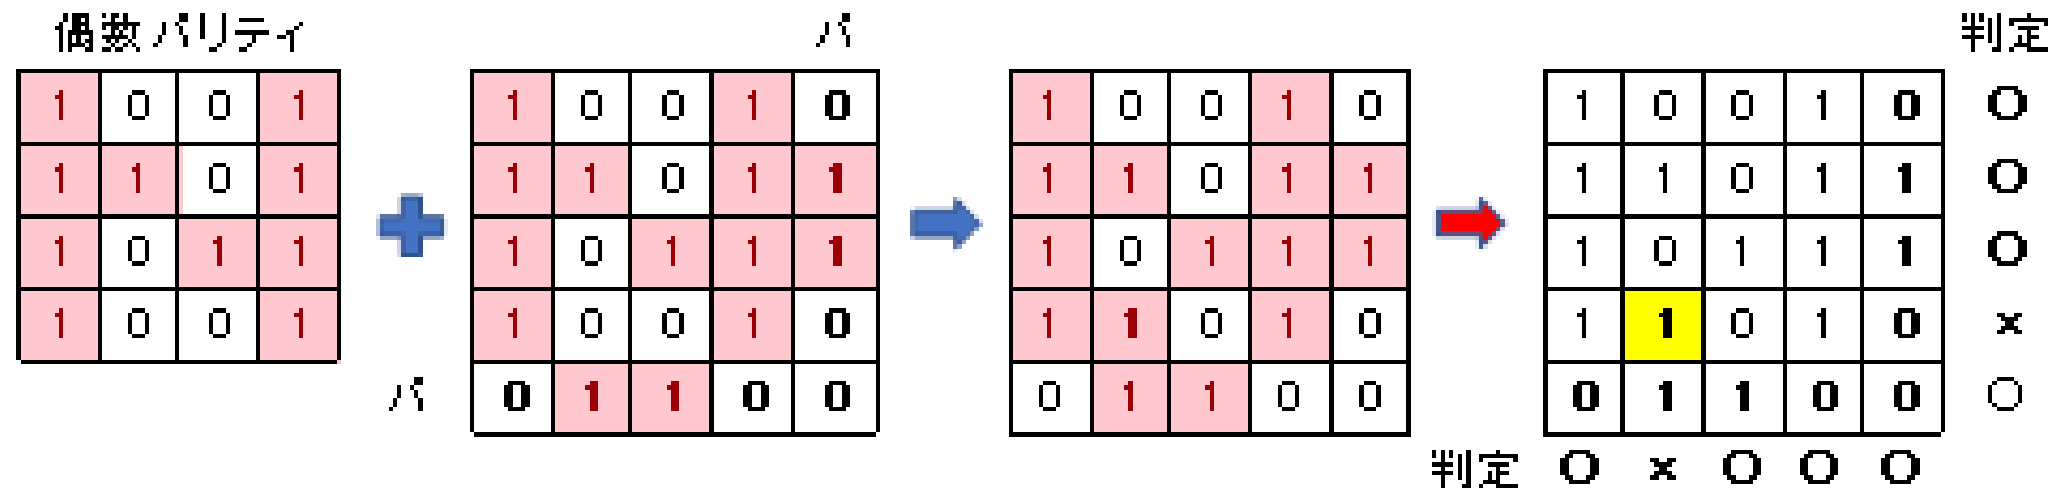 偶数パリティ パ 判定
1 0 0 1 1 0 0 1 0 1 0 0 1 0 1 0 0 1 0 O
1 1 0 1 1 1 0 1 1 1 1 0 1 1 1 1 0 1 1 O
1 0 1 1 1 0 1 1 1 1 0 1 1 1 1 0 1 1 1 O
1 0 0 1 1 0 0 1 0 1 1 0 1 0 1 1 0 1 0 ×
パ 0 1 1 0 0 0 1 1 0 0 0 1 1 0 0 ○
判定 O × O O O